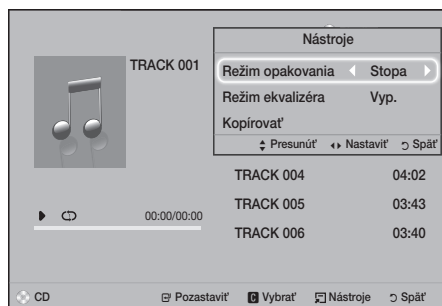 Nástroje
TRACK 001
Režim opakovania Stopa
Režim ekvalizéra Vyp.
Kopírovať
Presunúť Nastaviť Späť
TRACK 004 04:02
TRACK 005 03:43
00:00/00:00
TRACK 006 03:40
CD Pozastaviť C Vybrať Nástroje Späť